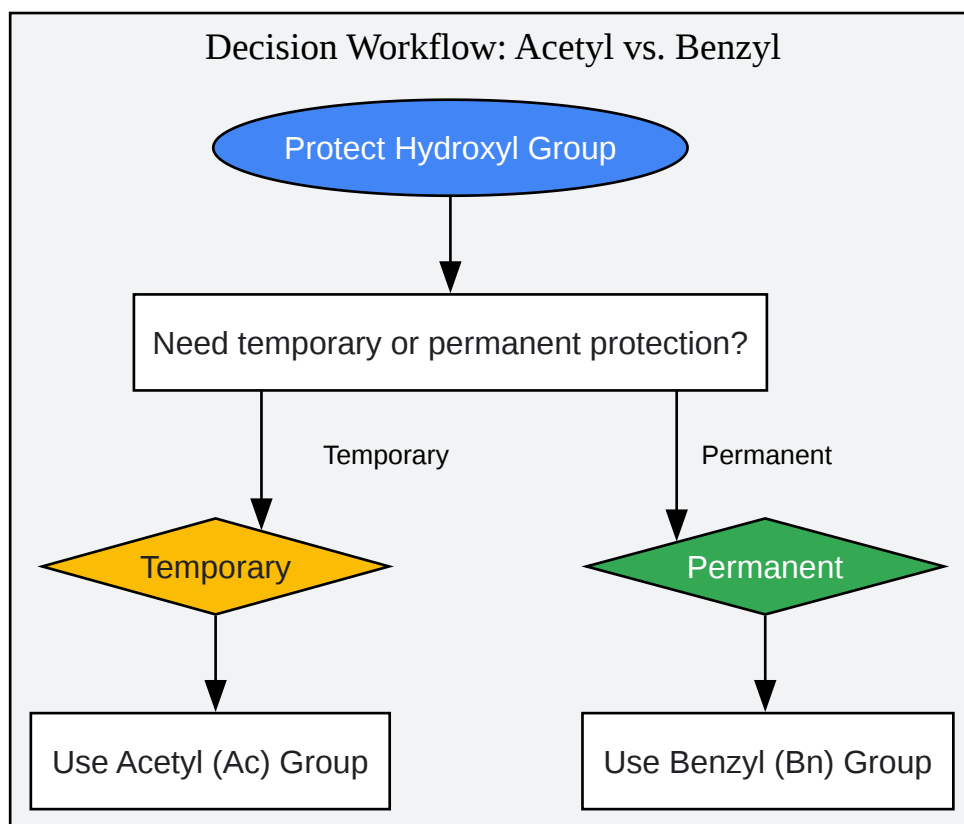 Decision Workflow: Acetyl vs. Benzyl
Protect Hydroxyl Group
Need temporary or permanent protection?
Temporary
Permanent
Temporary
Permanent
Use Acetyl (Ac) Group
Use Benzyl (Bn) Group